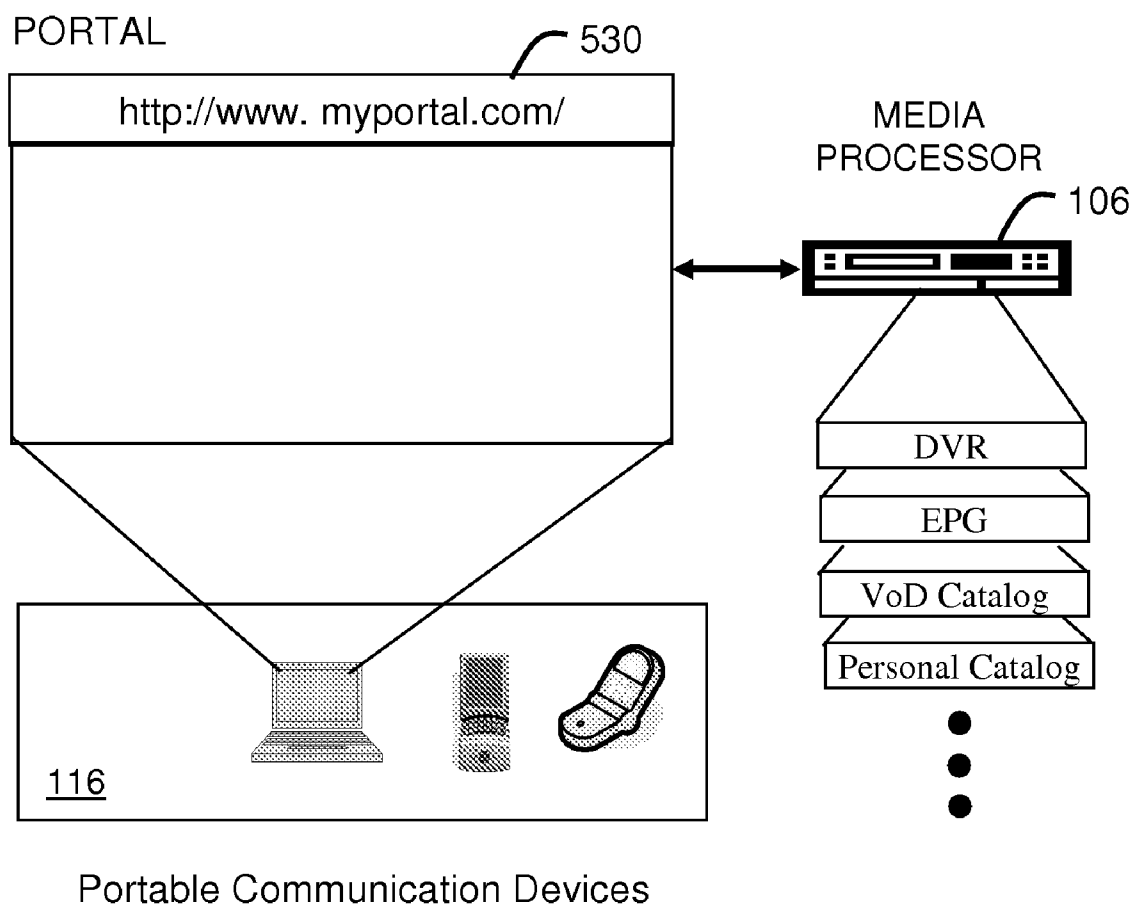 PORTAL
530
http://www. myportal.com/
MEDIA
PROCESSOR
106
DVR
EPG
VoD Catalog
Personal Catalog
116
Portable Communication Devices